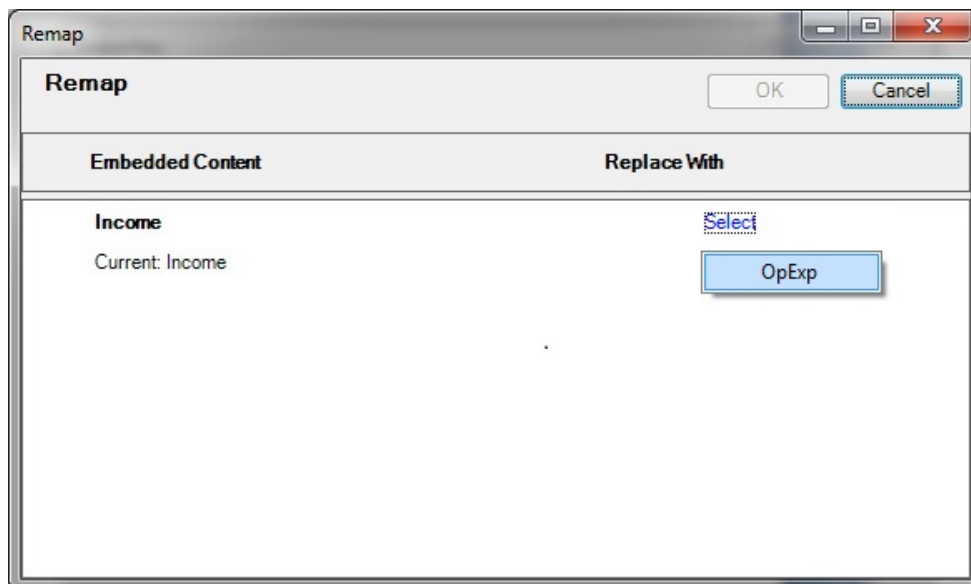 Remap
Remap
OK
Cancel
Embedded Content
Replace With
Income
Select
Current: Income
OpExp